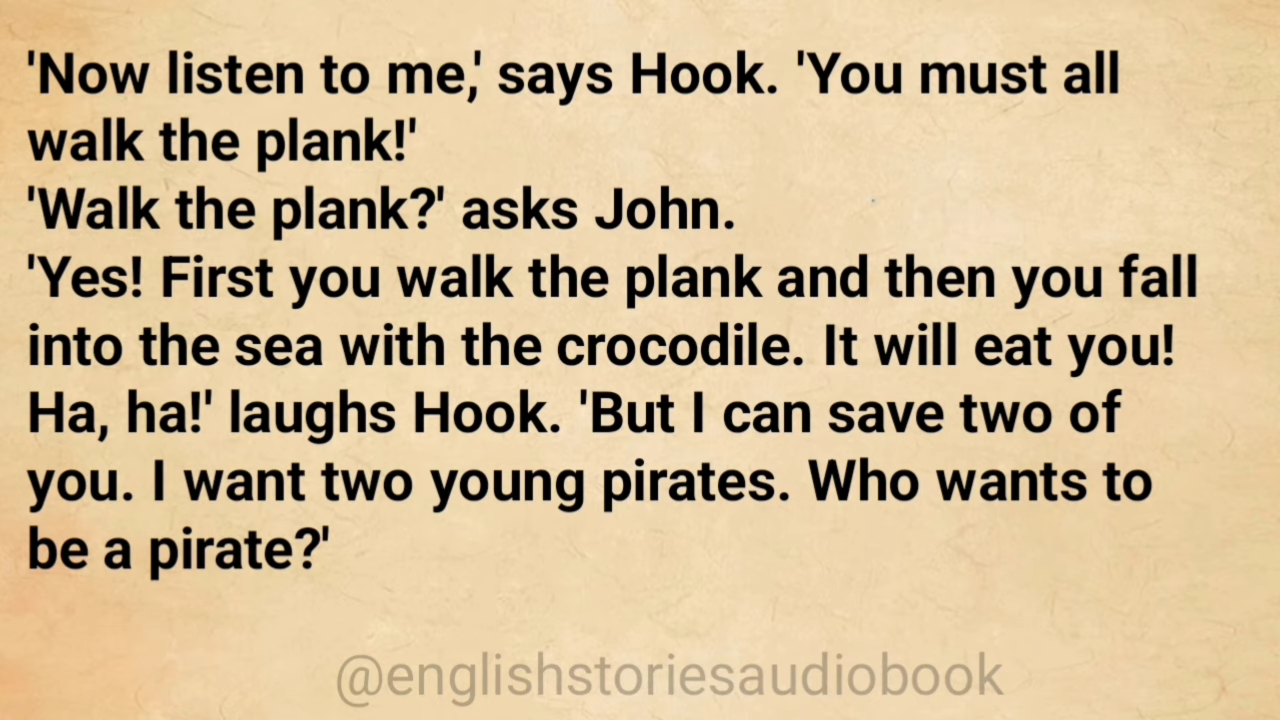 'Now listen to me,' says Hook. 'You must all
walk the plank!'
'Walk the plank?' asks John.
'Yes! First you walk the plank and then you fall
into the sea with the crocodile. It will eat you!
Ha, ha!' laughs Hook. 'But I can save two of
you. I want two young pirates. Who wants to
be a pirate?'
@englishstoriesaudiobook